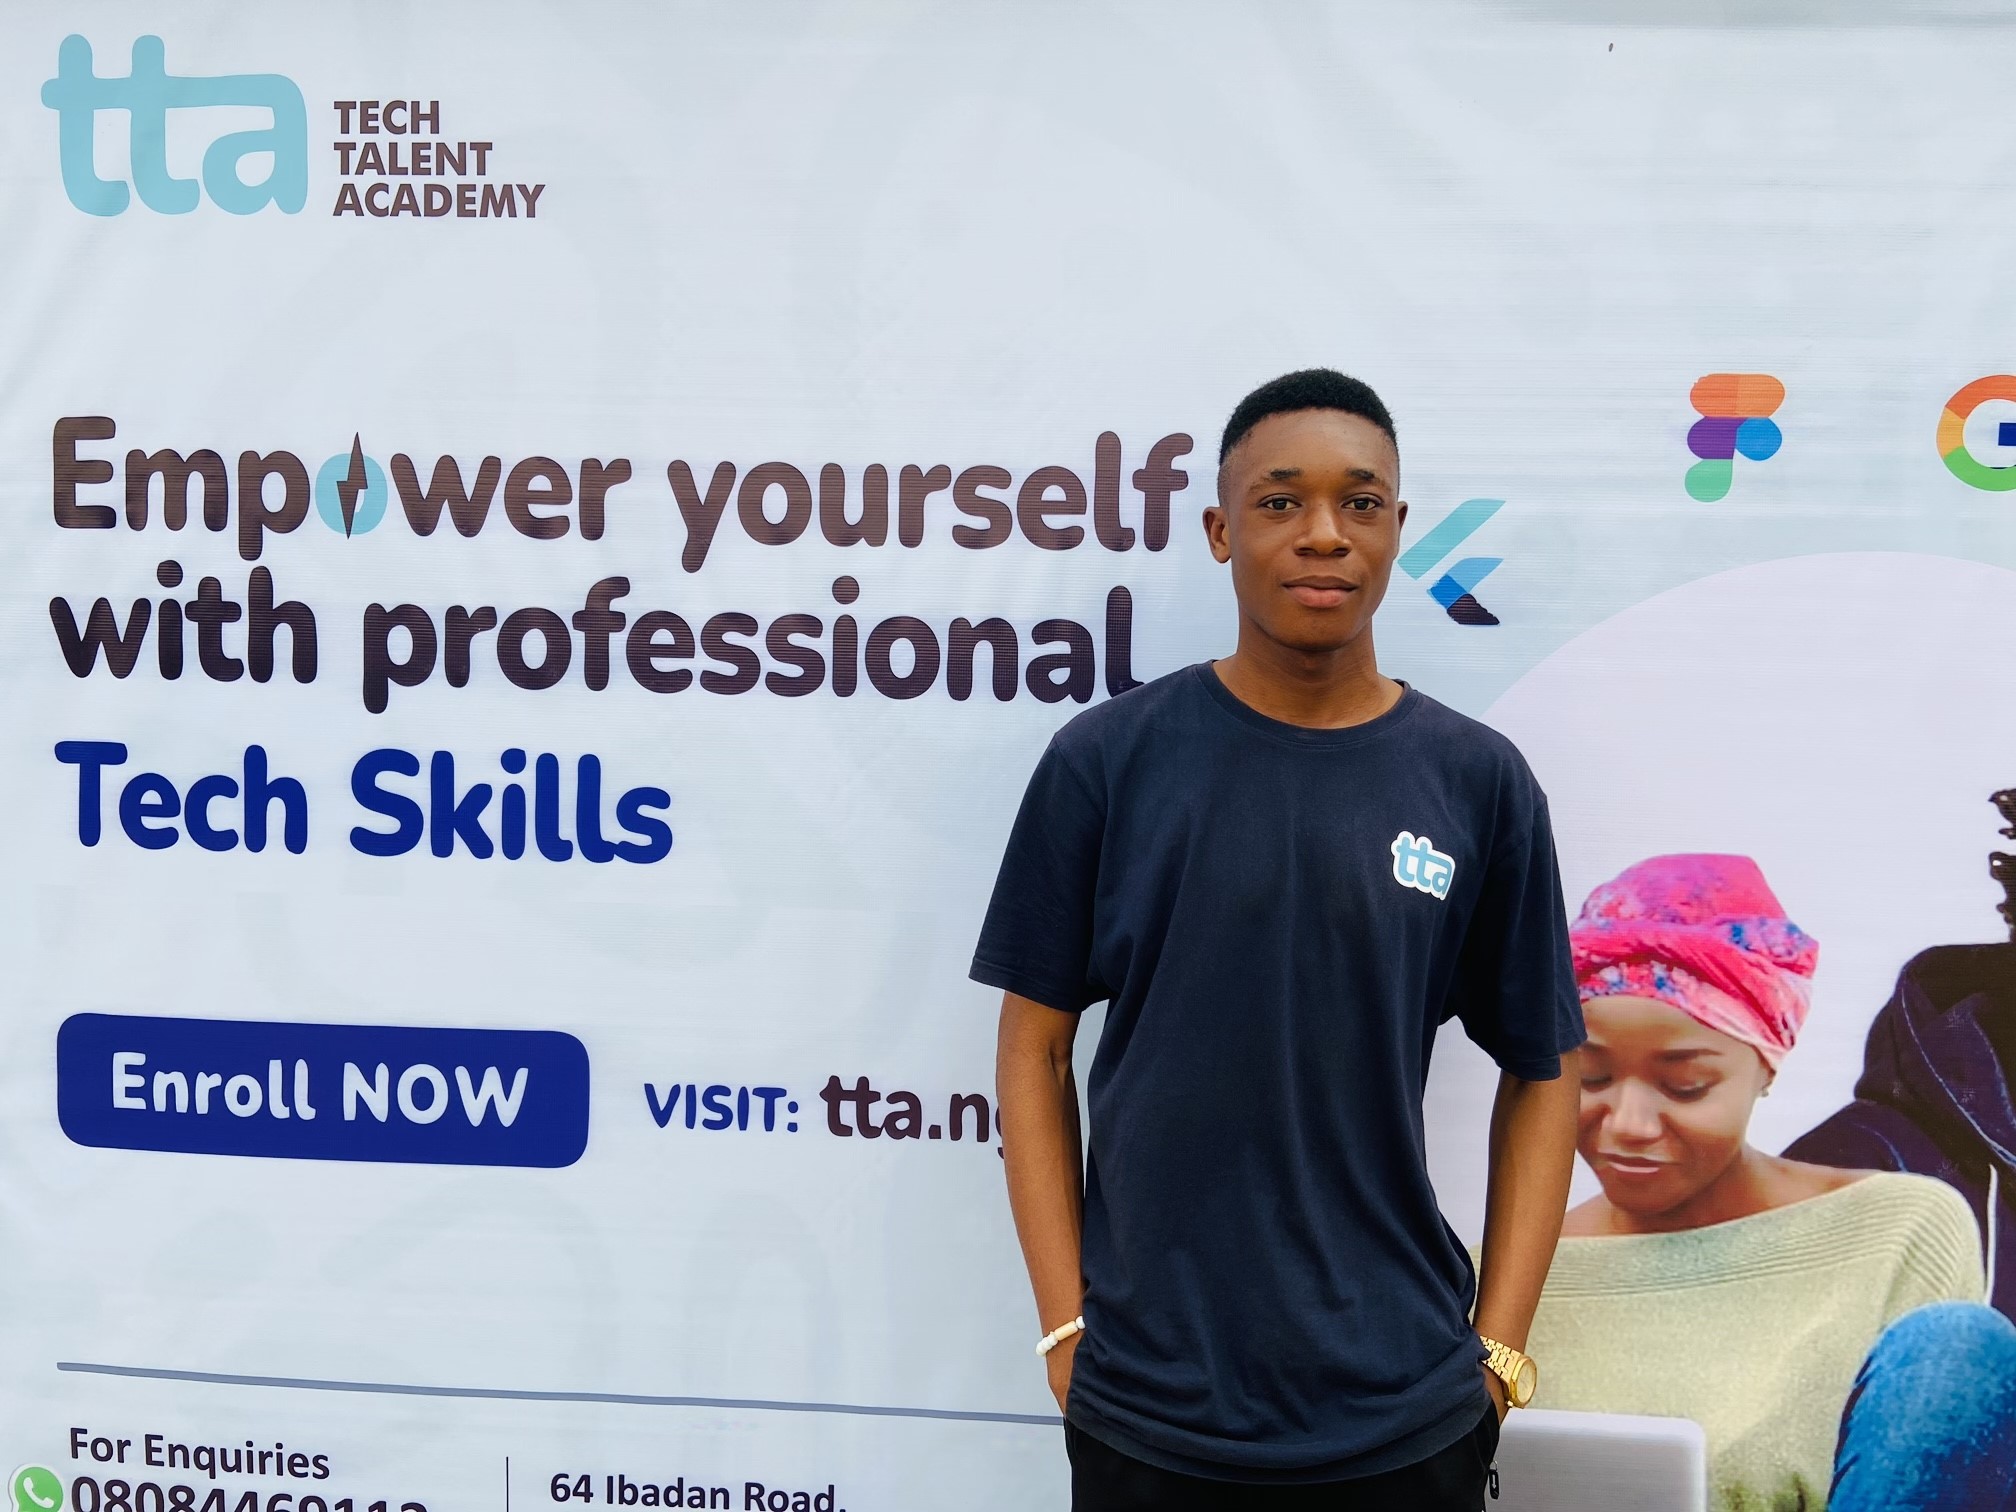 tta
TECH
TALENT
ACADEMY
Empower yourself
with professional
Tech Skills
Enroll NOW
VISIT: tta.ng
tta
For Enquiries
08084469112
64 Ibadan Road,